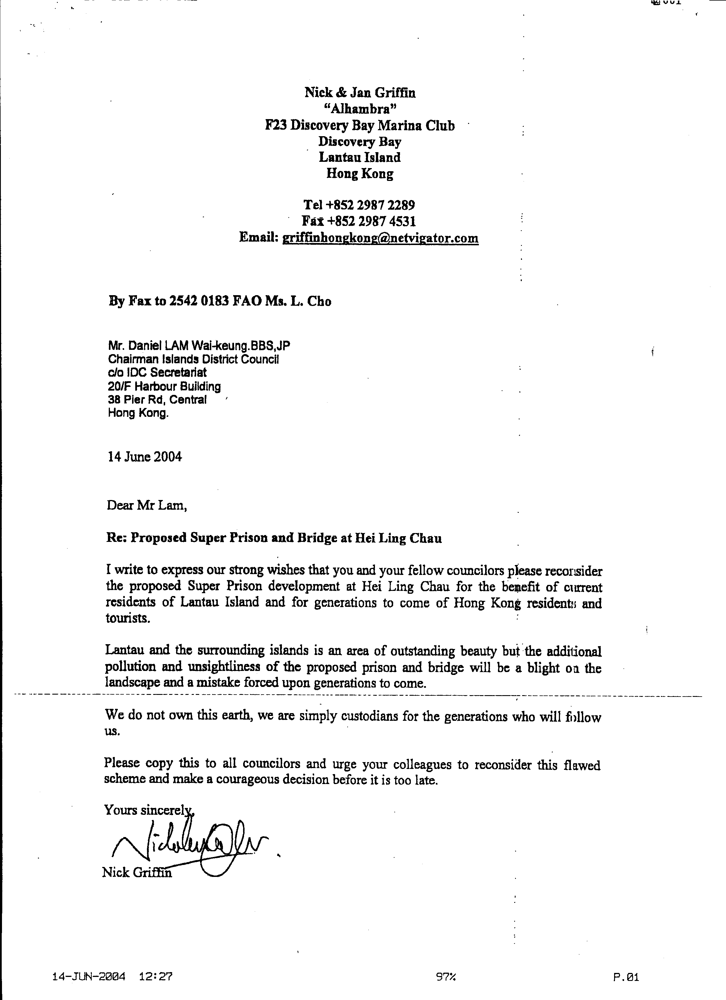 Nick & Jan Griffin
“Alhambra”
F23 Discovery Bay Marina Club
Discovery Bay
Lantau Island
Hong Kong
Tel +852 2987 2289
Fax +852 2987 4531
Email: griffinhongkong@netvigator.com
By Fax to 2542 0183 FAO Ms. L. Cho
Mr. Daniel LAM Wai-keung.BBS,JP
Chairman Islands District Council
c/o IDC Secretariat
20/F Harbour Building
38 Pier Rd, Central
Hong Kong.
14 June 2004
Dear Mr Lam,
Re: Proposed Super Prison and Bridge at Hei Ling Chau
I write to express our strong wishes that you and your fellow councilors please reconsider
the proposed Super Prison development at Hei Ling Chau for the benefit of current
residents of Lantau Island and for generations to come of Hong Kong residents and
tourists.
Lantau and the surrounding islands is an area of outstanding beauty but the additional
pollution and unsightliness of the proposed prison and bridge will be a blight on the
landscape and a mistake forced upon generations to come.
We do not own this earth, we are simply custodians for the generations who will follow
us.
Please copy this to all councilors and urge your colleagues to reconsider this flawed
scheme and make a courageous decision before it is too late.
Yours sincerely,
Nick Griffin
14-JUN-2004 12:27 97% P.01